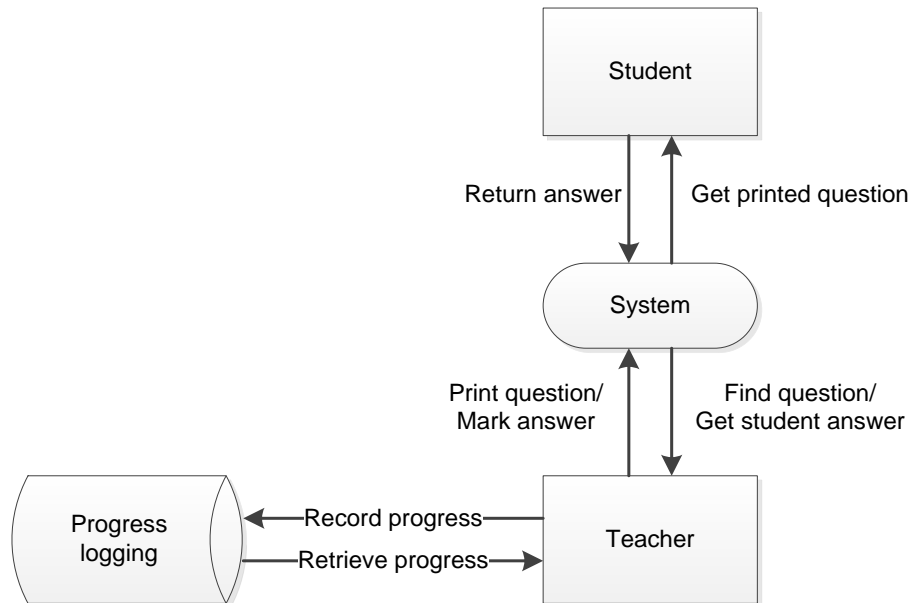 Student
Return answer
Get printed question
System
Print question/
Mark answer
Find question/
Get student answer
Progress
logging
Record progress
Retrieve progress
Teacher